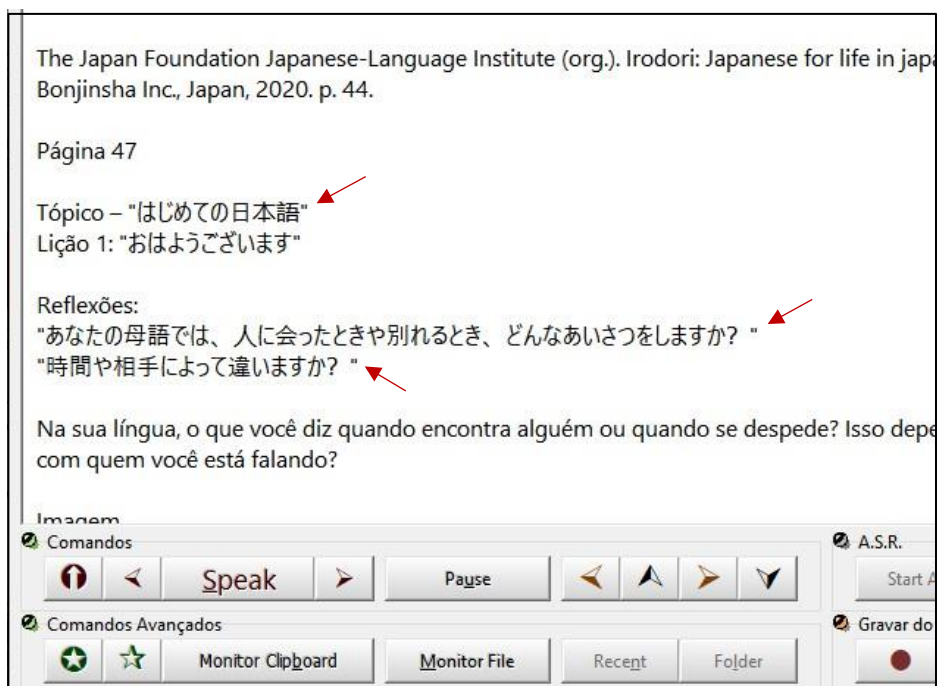 The Japan Foundation Japanese-Language Institute (org.). Irodori: Japanese for life in
Bonjinsha Inc., Japan, 2020. p. 44.
Página 47
Tópico – "はじめての日本語"
Lição 1: "おはようございます"
Reflexões:
"あなたの母語では、人に会ったときや別れるとき、どんなあいさつをしますか? "
"時間や相手によって違いますか? "
Na sua língua, o que você diz quando encontra alguém ou quando se despede? Isso
com quem você está falando?
Imagem
Comandos
A.S.R.
Speak
Pause
Start
Comandos Avançados
Gravar do
Monitor Clipboard
Monitor File
Recent
Folder